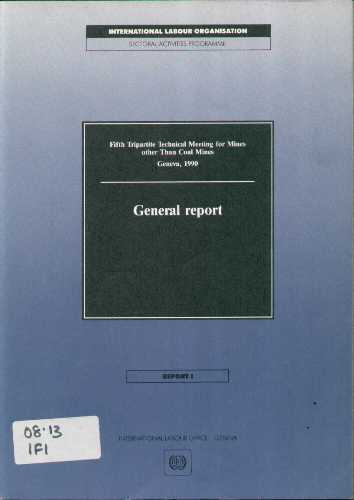 INTERNATIONAL LABOUR ORGANISATION
SECTORAL ACTIVITIES PROGRAMME
Fifth Tripartite Technical Meeting for Mines
other Than Coal Mines
Geneva, 1990
General report
REPORT I
08.13
IFI
INTERNATIONAL LABOUR OFFICE GENEVA